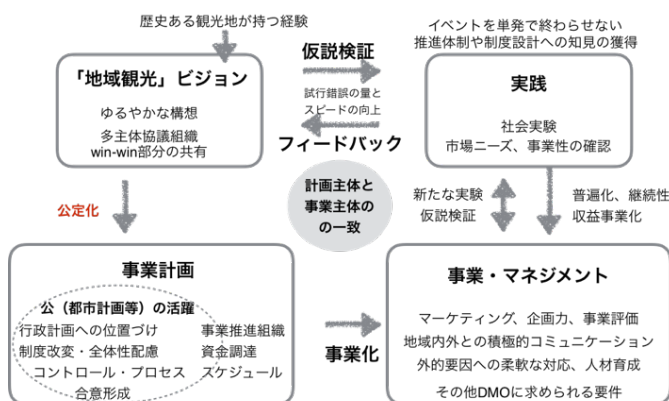 歴史ある観光地が持つ経験
イベントを単発で終わらせない
推進体制や制度設計への知見の獲得
仮説検証
試行錯誤の量と
スピードの向上
フィードバック
「地域観光」ビジョン
ゆるやかな構想
多主体協議組織
win-win部分の共有
実践
社会実験
市場ニーズ、事業性の確認
計画主体と
事業主体の
の一致
公定化
新たな実験
仮説検証
普遍化、継続性
収益事業化
事業計画
公（都市計画等）の活躍
行政計画への位置づけ
制度改変・全体性配慮
コントロール・プロセス
合意形成
事業推進組織
資金調達
スケジュール
事業化
事業・マネジメント
マーケティング、企画力、事業評価
地域内外との積極的コミュニケーション
外的要因への柔軟な対応、人材育成
その他DMOに求められる要件